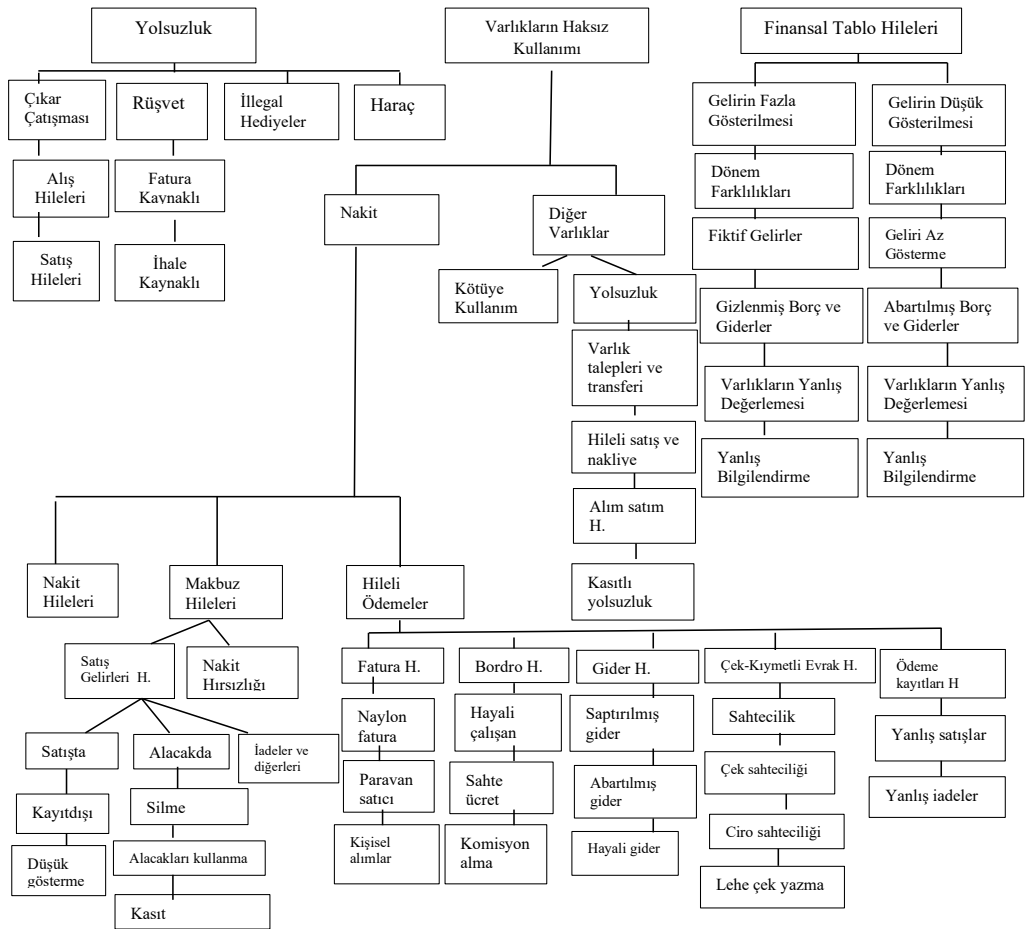 Yolsuzluk
Varlıkların Haksız
Kullanımı
Finansal Tablo Hileleri
Çıkar
Çatışması
Rüşvet
İllegal
Hediyeler
Haraç
Gelirin Fazla
Gösterilmesi
Gelirin Düşük
Gösterilmesi
Alış
Hileleri
Fatura
Kaynaklı
Satış
Hileleri
İhale
Kaynaklı
Nakit
Diğer
Varlıklar
Dönem
Farklılıkları
Dönem
Farklılıkları
Fiktif Gelirler
Geliri Az
Gösterme
Kötüye
Kullanım
Yolsuzluk
Gizlenmiş Borç ve
Giderler
Abartılmış Borç
ve Giderler
Varlık
talepleri ve
transferi
Varlıkların Yanlış
Değerlemesi
Varlıkların Yanlış
Değerlemesi
Hileli satış ve
nakliye
Yanlış
Bilgilendirme
Yanlış
Bilgilendirme
Alım satım
H.
Kasıtlı
yolsuzluk
Nakit
Hileleri
Makbuz
Hileleri
Hileli
Ödemeler
Satış
Gelirleri H.
Nakit
Hırsızlığı
Satışta
Alacakda
İadeler ve
diğerleri
Kayıtdışı
Silme
Düşük
gösterme
Alacakları kullanma
Kasıt
Fatura H.
Bordro H.
Gider H.
Çek-Kıymetli Evrak H.
Ödeme
kayıtları H
Naylon
fatura
Hayali
çalışan
Saptırılmış
gider
Sahtecilik
Yanlış satışlar
Paravan
satıcı
Sahte
ücret
Abartılmış
gider
Çek sahteciliği
Yanlış iadeler
Kişisel
alımlar
Komisyon
alma
Hayali gider
Ciro sahteciliği
Lehe çek yazma